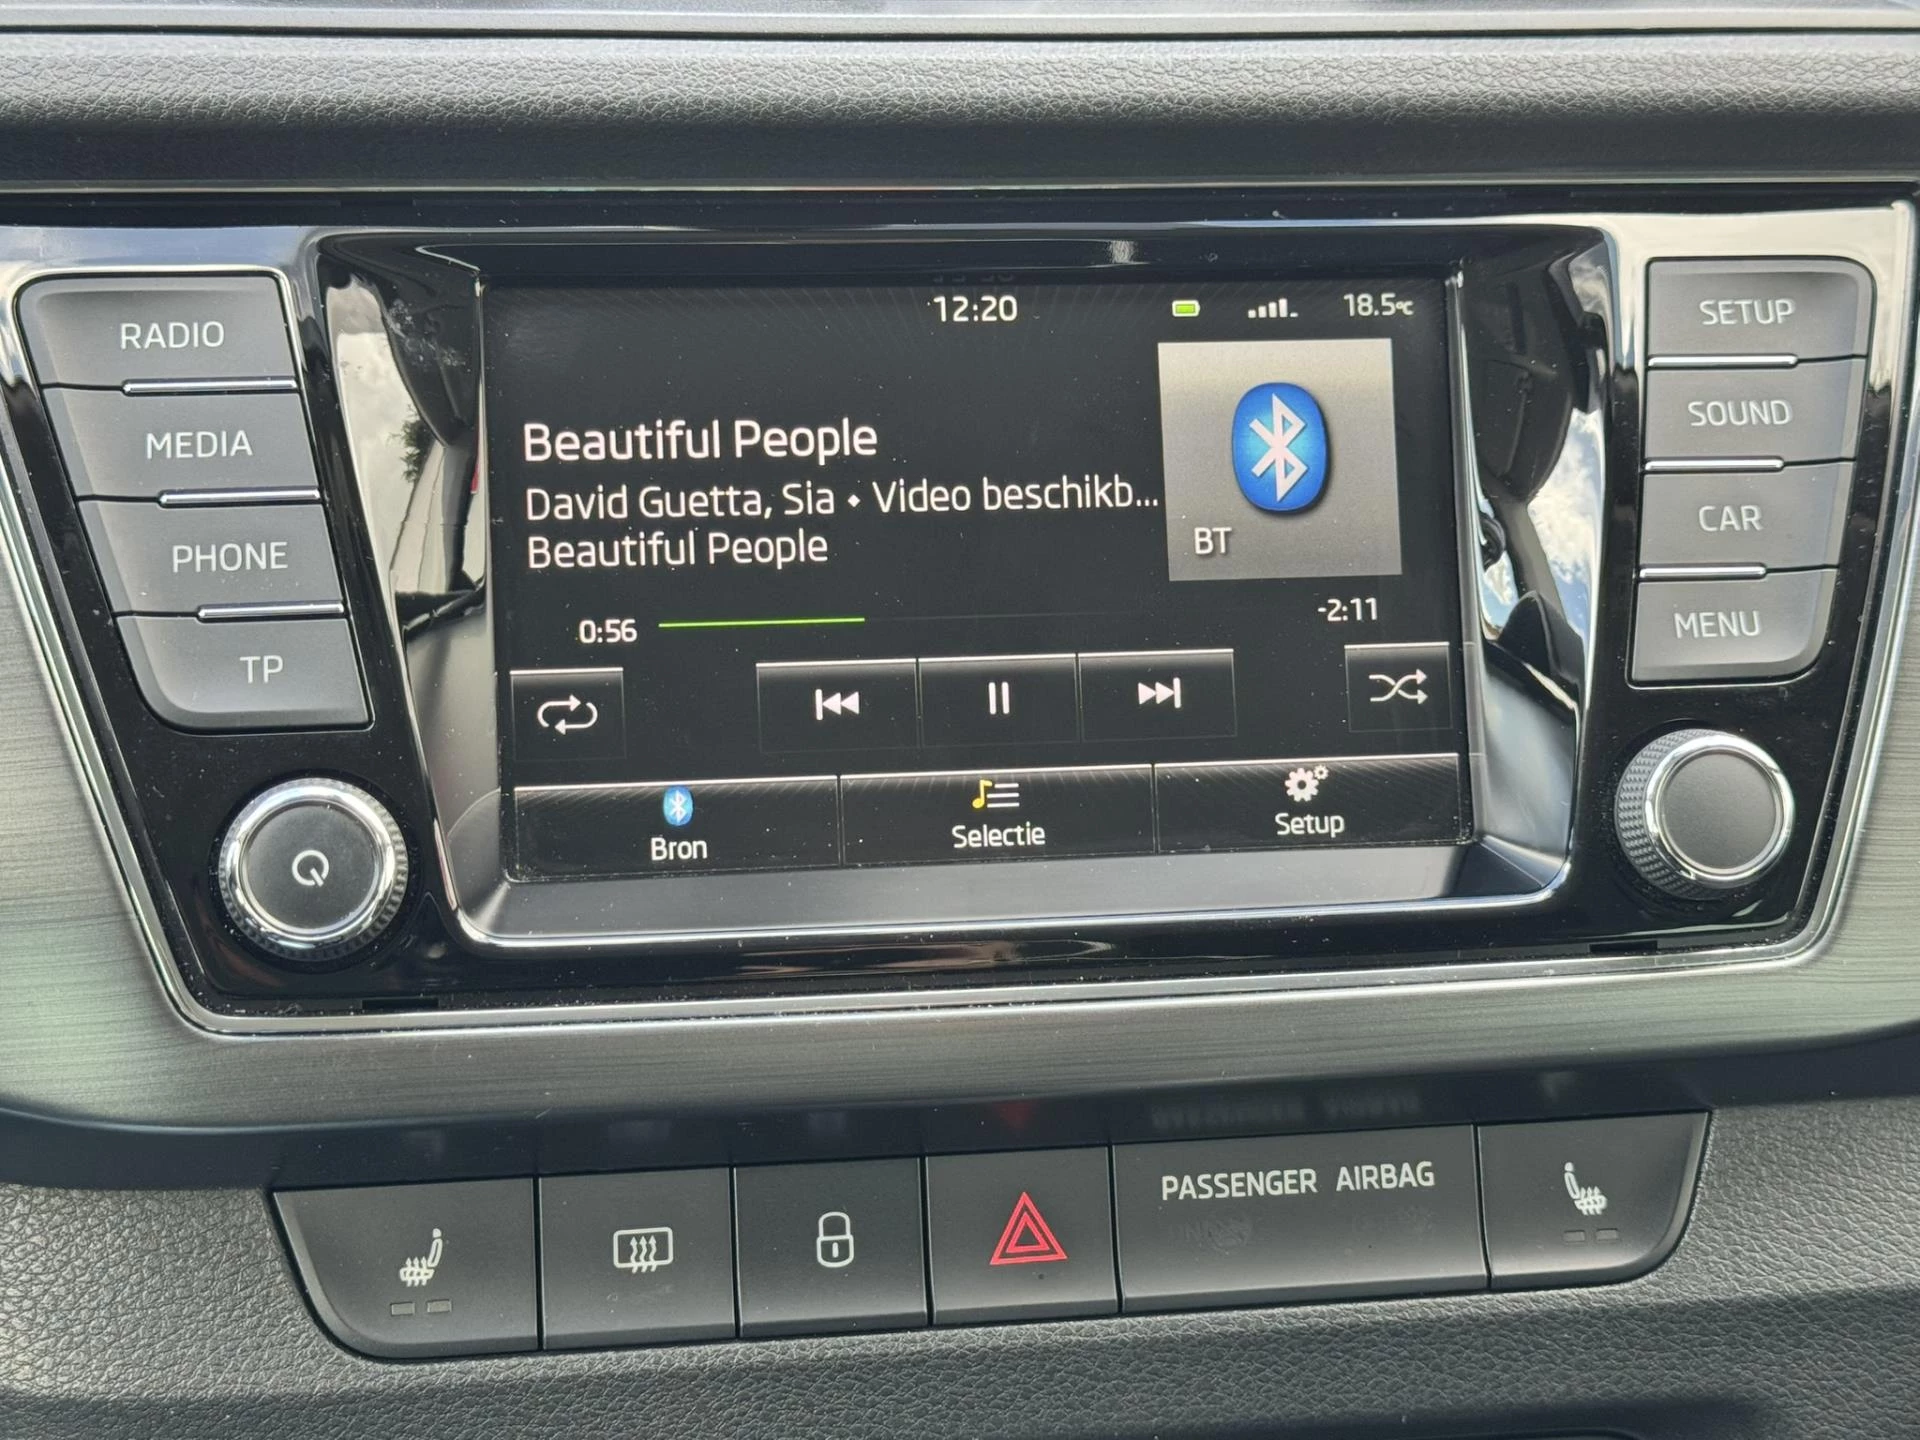 12:20
18.5°C
RADIO
MEDIA
PHONE
TP
Beautiful People
David Guetta, Sia • Video beschikb...
Beautiful People
BT
0:56
-2:11
Bron
Selectie
Setup
SETUP
SOUND
CAR
MENU
PASSENGER AIRBAG